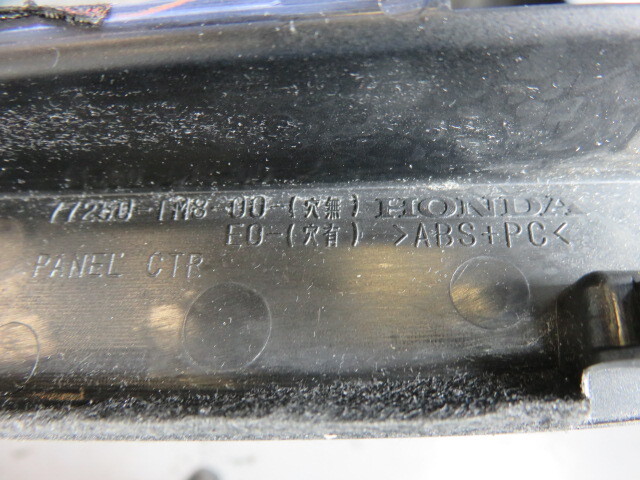 77250-TM8-00-(穴無) HONDA
E0-(穴有) >ABS+PC<
PANEL CTR